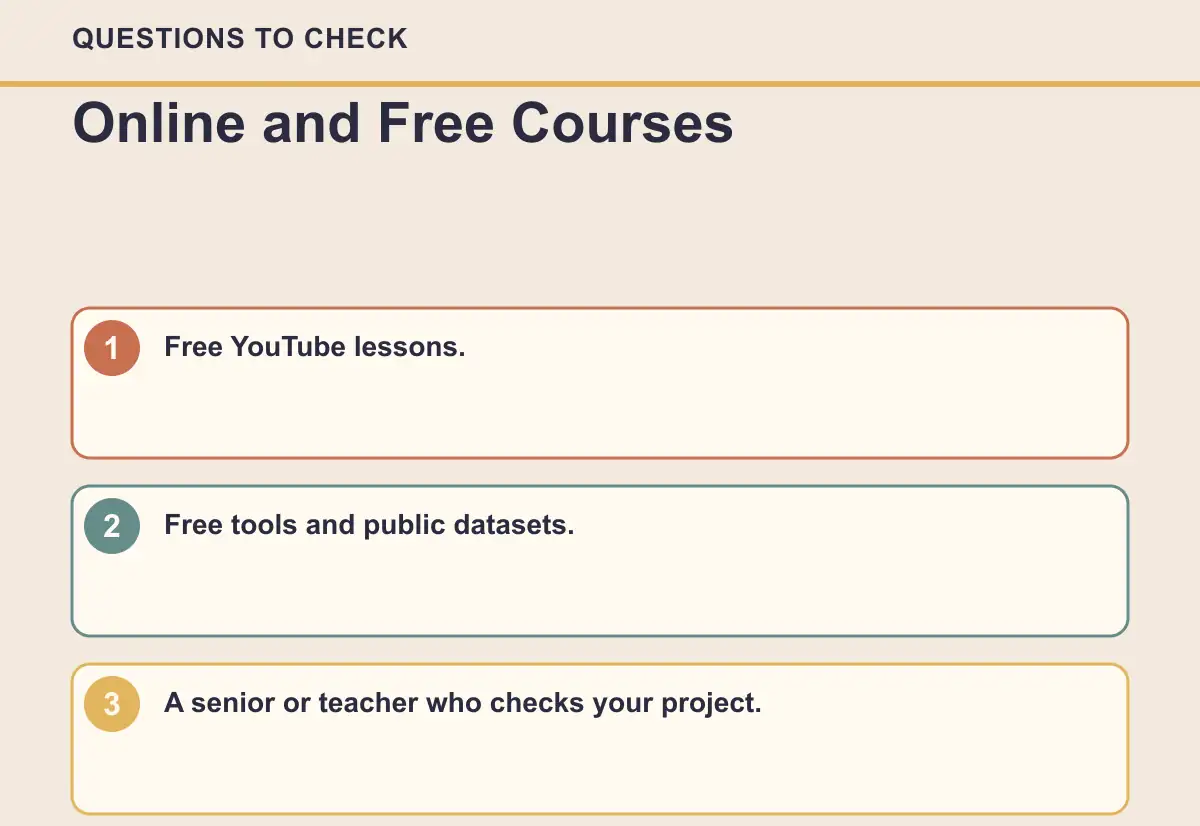 QUESTIONS TO CHECK
Online and Free Courses
1 Free YouTube lessons.
2 Free tools and public datasets.
3 A senior or teacher who checks your project.